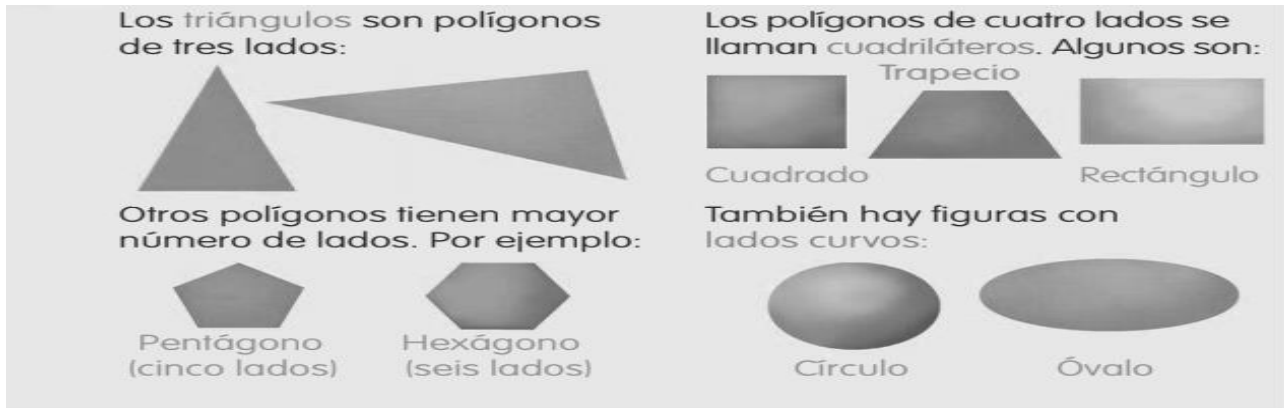 Los triángulos son polígonos
de tres lados:
Los polígonos de cuatro lados se
llaman cuadriláteros. Algunos son:
Trapecio
Cuadrado
Rectángulo
Otros polígonos tienen mayor
número de lados. Por ejemplo:
Pentágono
(cinco lados)
Hexágono
(seis lados)
También hay figuras con
lados curvos:
Círculo
Óvalo